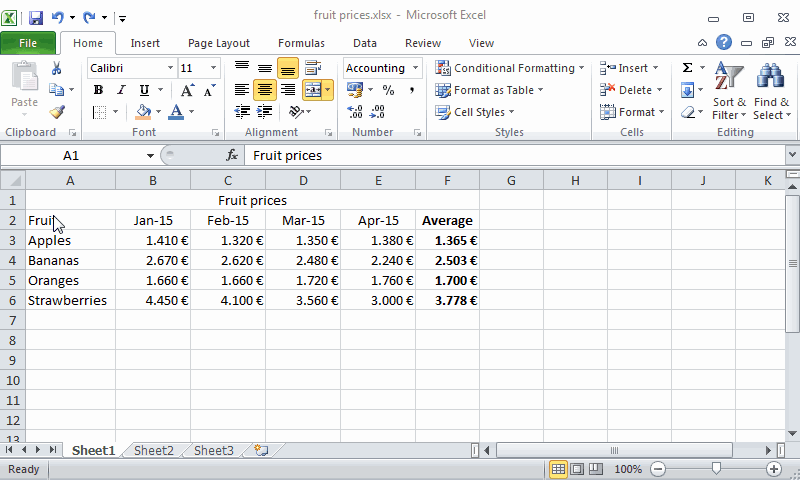 fruit prices.xlsx - Microsoft Excel
File Home Insert Page Layout Formulas Data Review View
Paste Calibri 11 Accounting Conditional Formatting Insert Σ Sort & Filter Find & Select
B I U A A % , Format as Table Delete
A Cell Styles Format
Clipboard Font Alignment Number Styles Cells Editing
A1 fx Fruit prices
A B C D E F G H I J K
1 Fruit prices
2 Fruit Jan-15 Feb-15 Mar-15 Apr-15 Average
3 Apples 1.410 € 1.320 € 1.350 € 1.380 € 1.365 €
4 Bananas 2.670 € 2.620 € 2.480 € 2.240 € 2.503 €
5 Oranges 1.660 € 1.660 € 1.720 € 1.760 € 1.700 €
6 Strawberries 4.450 € 4.100 € 3.560 € 3.000 € 3.778 €
7
8
9
10
11
12
13
Sheet1 Sheet2 Sheet3
Ready 100%